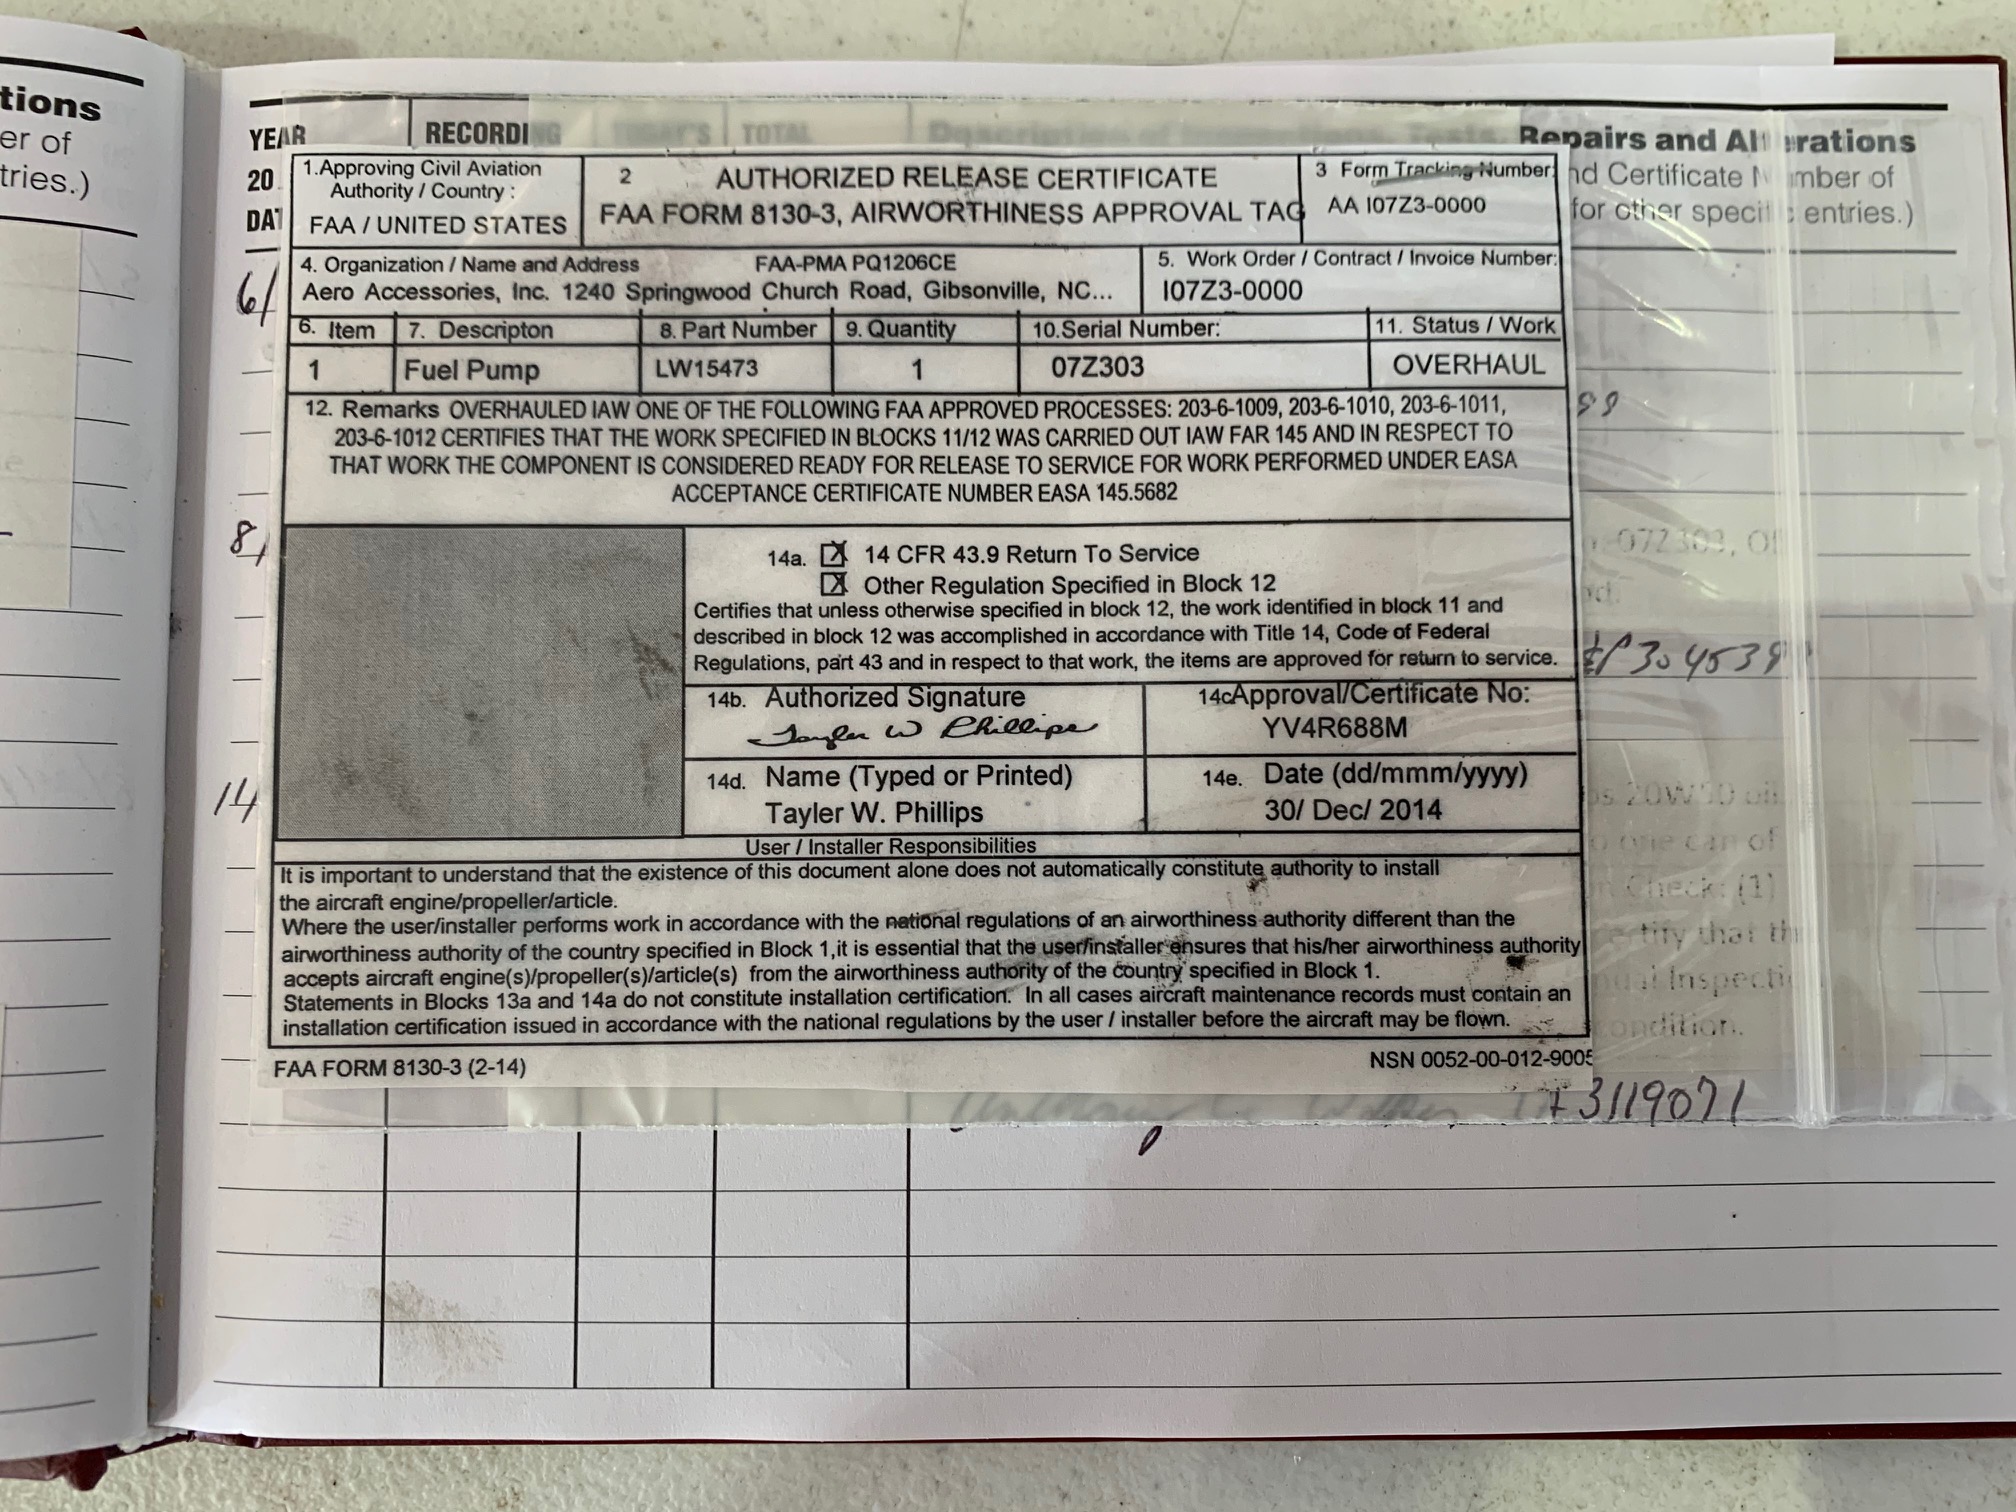 tions
er of
tries.)
YEAR
RECORDING
TODAY'S
TOTAL
Repairs and Alterations
20
nd Certificate Number of
for other specific entries.)
6/
8/
14
1.Approving Civil Aviation
Authority / Country :
FAA / UNITED STATES
2
AUTHORIZED RELEASE CERTIFICATE
FAA FORM 8130-3, AIRWORTHINESS APPROVAL TAG
3 Form Tracking Number:
AA I07Z3-0000
4. Organization / Name and Address FAA-PMA PQ1206CE
Aero Accessories, Inc. 1240 Springwood Church Road, Gibsonville, NC...
5. Work Order / Contract / Invoice Number:
I07Z3-0000
6. Item
7. Descripton
8. Part Number
9. Quantity
10.Serial Number:
11. Status / Work
1
Fuel Pump
LW15473
1
07Z303
OVERHAUL
12. Remarks OVERHAULED IAW ONE OF THE FOLLOWING FAA APPROVED PROCESSES: 203-6-1009, 203-6-1010, 203-6-1011,
203-6-1012 CERTIFIES THAT THE WORK SPECIFIED IN BLOCKS 11/12 WAS CARRIED OUT IAW FAR 145 AND IN RESPECT TO
THAT WORK THE COMPONENT IS CONSIDERED READY FOR RELEASE TO SERVICE FOR WORK PERFORMED UNDER EASA
ACCEPTANCE CERTIFICATE NUMBER EASA 145.5682
14a. 14 CFR 43.9 Return To Service
Other Regulation Specified in Block 12
Certifies that unless otherwise specified in block 12, the work identified in block 11 and
described in block 12 was accomplished in accordance with Title 14, Code of Federal
Regulations, part 43 and in respect to that work, the items are approved for return to service.
14b. Authorized Signature
Tayler W Phillips
14cApproval/Certificate No:
YV4R688M
14d. Name (Typed or Printed)
Tayler W. Phillips
14e. Date (dd/mmm/yyyy)
30/ Dec/ 2014
User / Installer Responsibilities
It is important to understand that the existence of this document alone does not automatically constitute authority to install
the aircraft engine/propeller/article.
Where the user/installer performs work in accordance with the national regulations of an airworthiness authority different than the
airworthiness authority of the country specified in Block 1,it is essential that the user/installer ensures that his/her airworthiness authority
accepts aircraft engine(s)/propeller(s)/article(s) from the airworthiness authority of the country specified in Block 1.
Statements in Blocks 13a and 14a do not constitute installation certification. In all cases aircraft maintenance records must contain an
installation certification issued in accordance with the national regulations by the user / installer before the aircraft may be flown.
FAA FORM 8130-3 (2-14)
NSN 0052-00-012-9005
20W50 oil
one can of
Check: (1)
tify that th
Inspecti
condition.
3119071